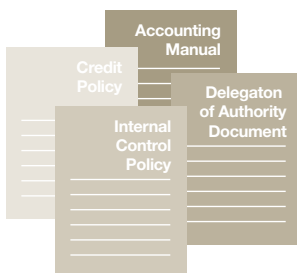 Accounting
Manual
Credit
Policy
Delegaton
of Authority
Document
Internal
Control
Policy